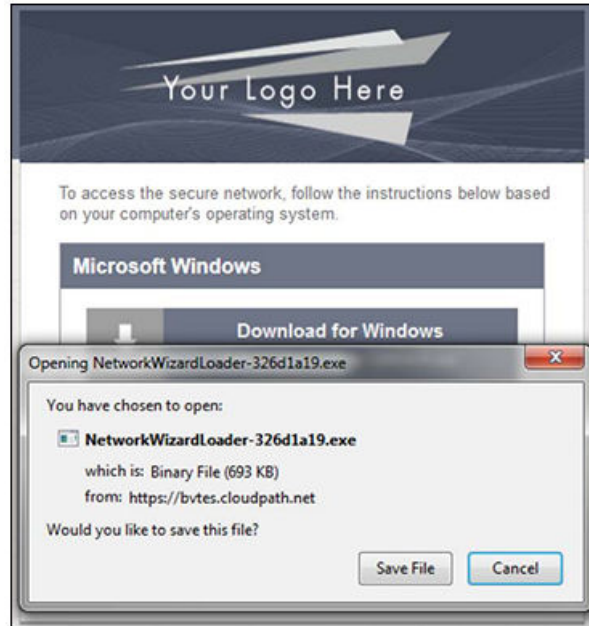 Your Logo Here
To access the secure network, follow the instructions below based
on your computer's operating system.
Microsoft Windows
Download for Windows
Opening NetworkWizardLoader-326d1a19.exe
You have chosen to open:
NetworkWizardLoader-326d1a19.exe
which is: Binary File (693 KB)
from: https://bvtes.cloudpath.net
Would you like to save this file?
Save File Cancel